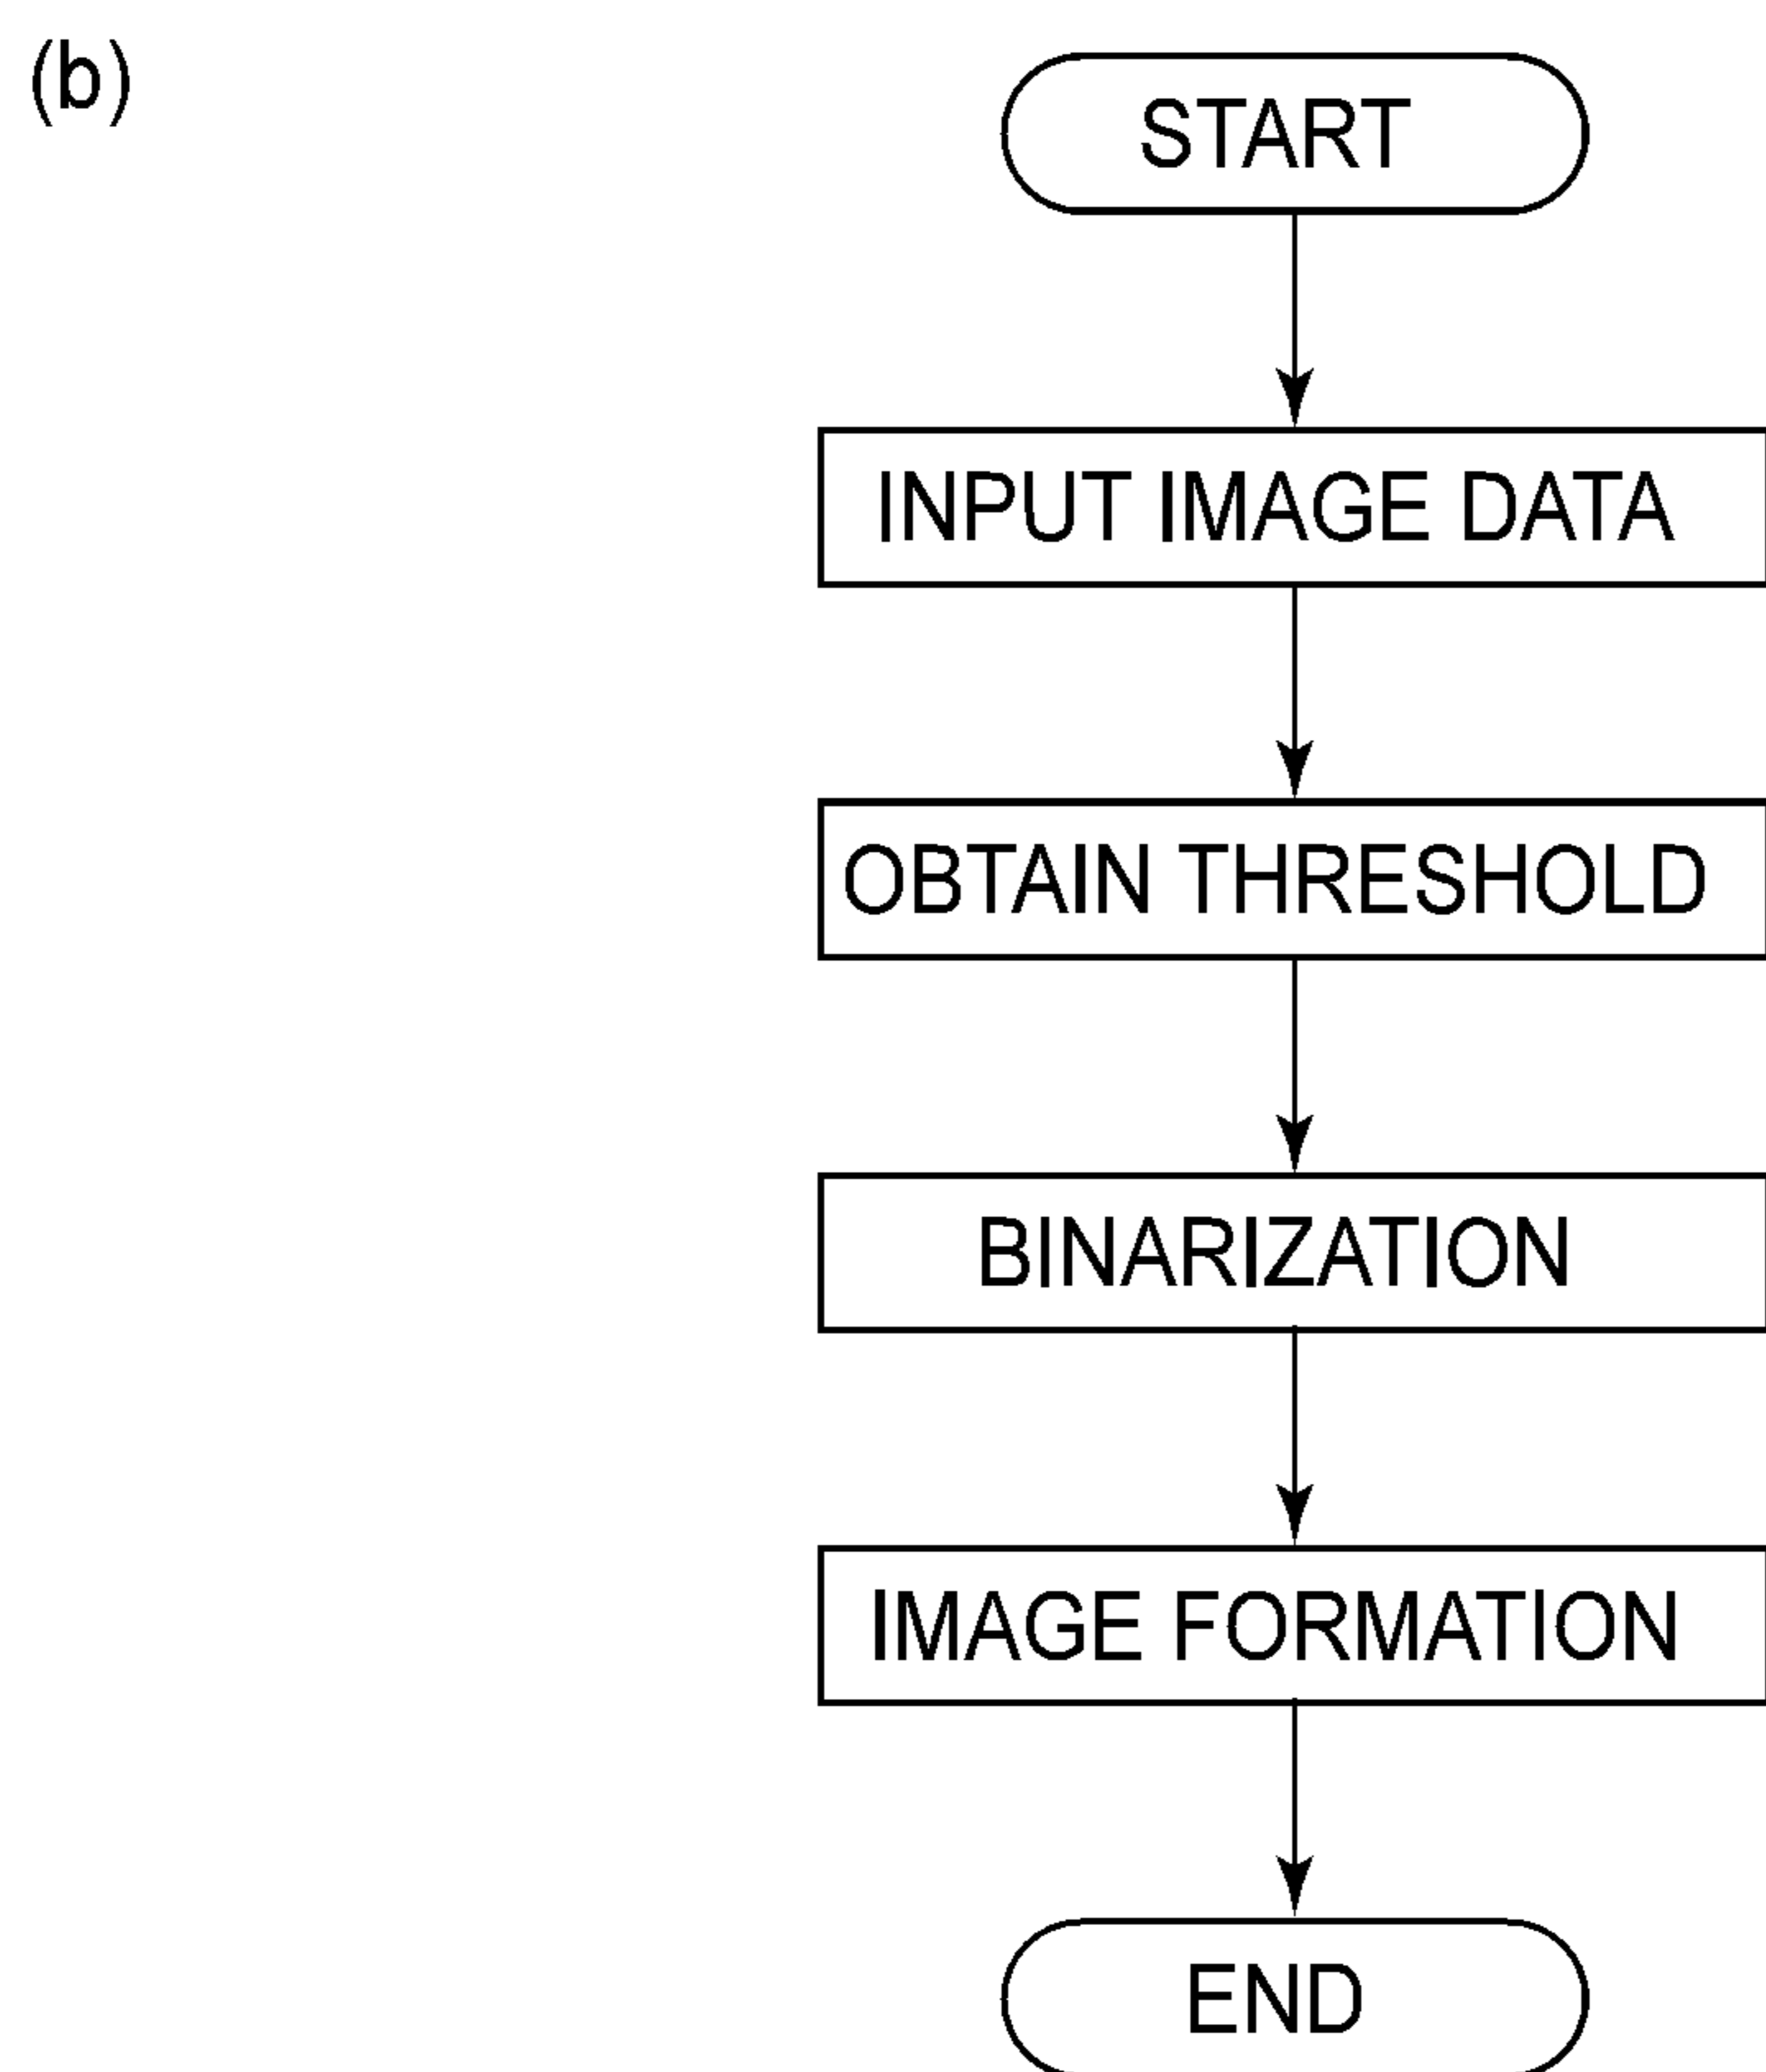 (b)
START
INPUT IMAGE DATA
OBTAIN THRESHOLD
BINARIZATION
IMAGE FORMATION
END